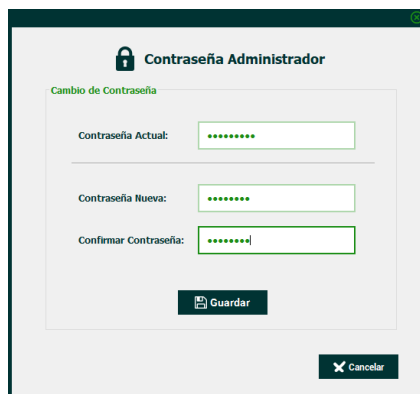 Contraseña Administrador
Cambio de Contraseña
Contraseña Actual: •••••••••
Contraseña Nueva: ••••••••
Confirmar Contraseña: ••••••••
Guardar
Cancelar